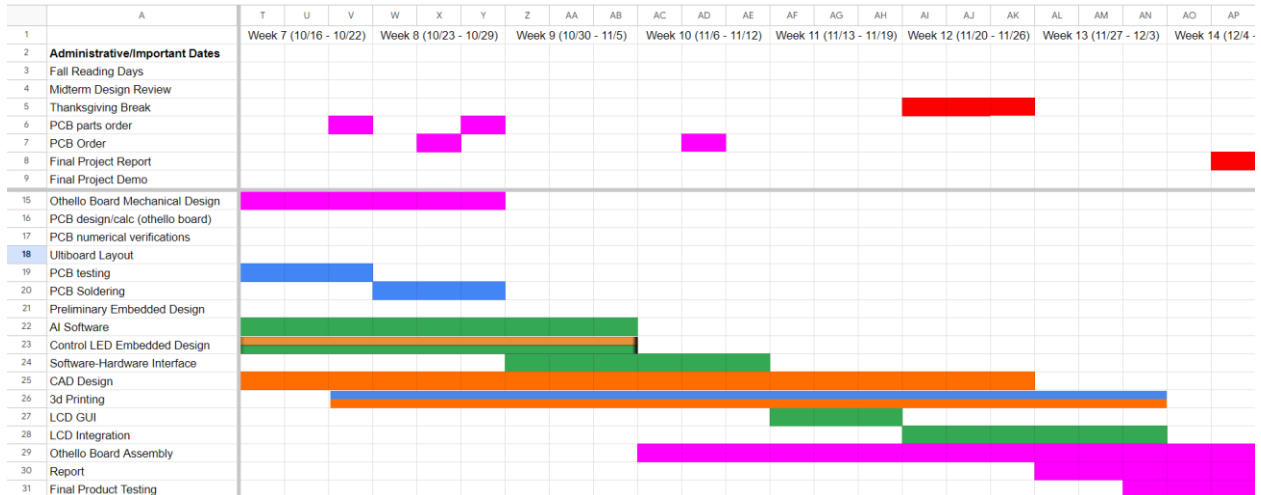 A T U V W X Y Z AA AB AC AD AE AF AG AH AI AJ AK AL AM AN AO AP
1 Week 7 (10/16 - 10/22) Week 8 (10/23 - 10/29) Week 9 (10/30 - 11/5) Week 10 (11/6 - 11/12) Week 11 (11/13 - 11/19) Week 12 (11/20 - 11/26) Week 13 (11/27 - 12/3) Week 14 (12/4 -
2 Administrative/Important Dates
3 Fall Reading Days
4 Midterm Design Review
5 Thanksgiving Break
6 PCB parts order
7 PCB Order
8 Final Project Report
9 Final Project Demo
15 Othello Board Mechanical Design
16 PCB design/calc (othello board)
17 PCB numerical verifications
18 Ultiboard Layout
19 PCB testing
20 PCB Soldering
21 Preliminary Embedded Design
22 AI Software
23 Control LED Embedded Design
24 Software-Hardware Interface
25 CAD Design
26 3d Printing
27 LCD GUI
28 LCD Integration
29 Othello Board Assembly
30 Report
31 Final Product Testing